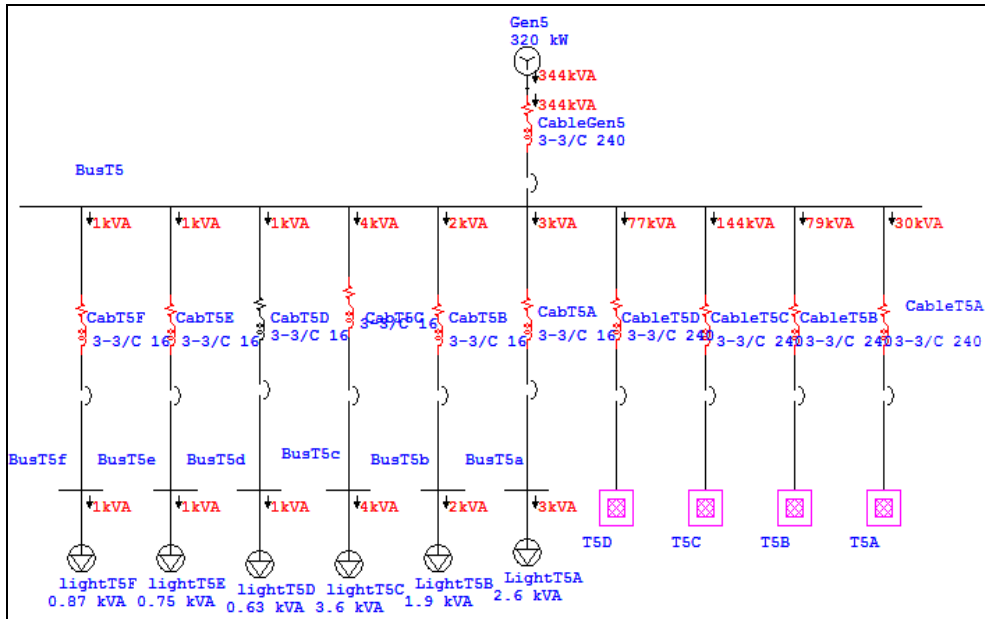 Gen5
320 kW
344kVA
344kVA
CableGen5
3-3/C 240
BusT5
1kVA
1kVA
1kVA
4kVA
2kVA
3kVA
77kVA
144kVA
79kVA
30kVA
CabT5F
3-3/C 16
CabT5E
3-3/C 16
CabT5D
3-3/C 16
CabT5C
3-3/C 16
CabT5B
3-3/C 16
CabT5A
3-3/C 16
CableT5D
3-3/C 240
CableT5C
3-3/C 240
CableT5B
3-3/C 240
CableT5A
3-3/C 240
BusT5f
BusT5e
BusT5d
BusT5c
BusT5b
BusT5a
1kVA
1kVA
1kVA
4kVA
2kVA
3kVA
T5D
T5C
T5B
T5A
lightT5F
0.87 kVA
lightT5E
0.75 kVA
lightT5D
0.63 kVA
lightT5C
3.6 kVA
LightT5B
1.9 kVA
LightT5A
2.6 kVA